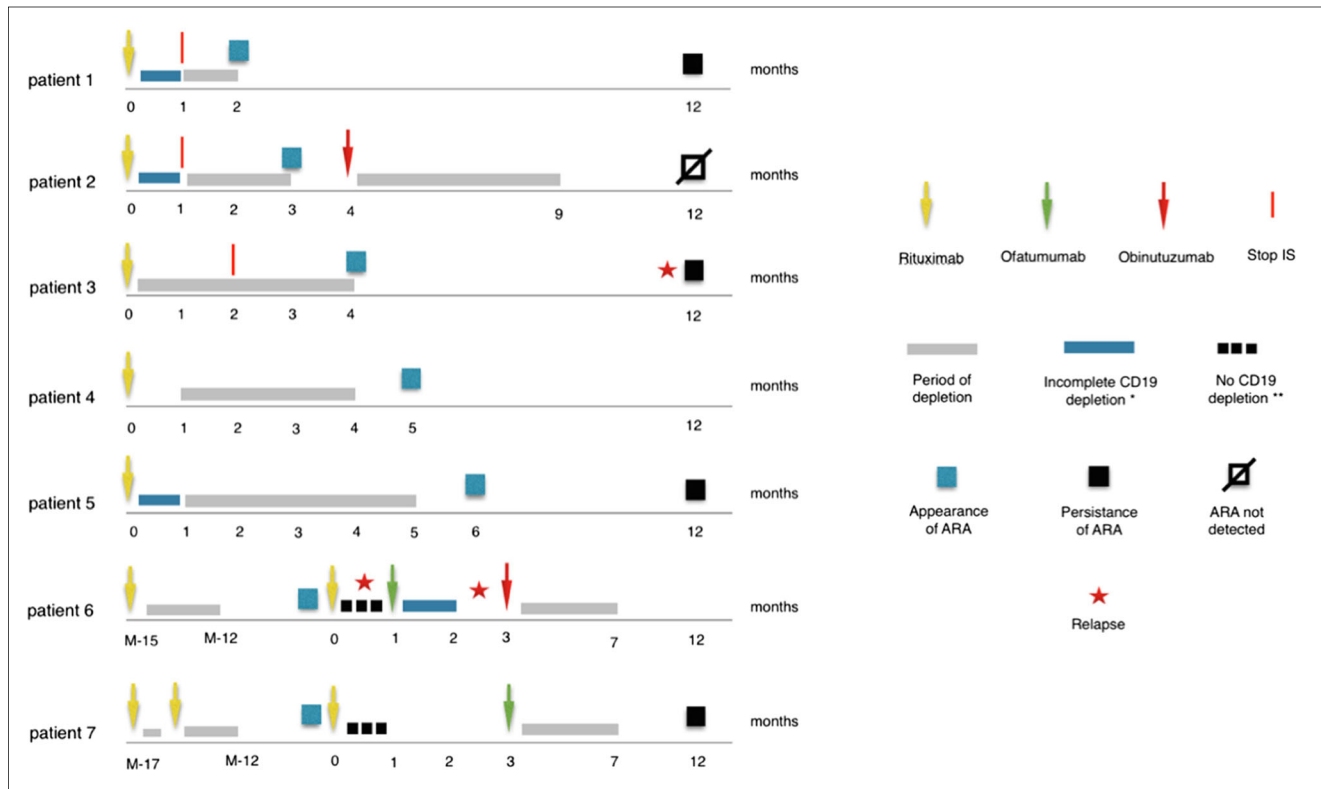 patient 1
months
0 1 2 12
patient 2
months
0 1 2 3 4 9 12
patient 3
months
0 1 2 3 4 12
patient 4
months
0 1 2 3 4 5 12
patient 5
months
0 1 2 3 4 5 6 12
patient 6
months
M-15 M-12 0 1 2 3 7 12
patient 7
months
M-17 M-12 0 1 2 3 7 12
Rituximab Ofatumumab Obinutuzumab Stop IS
Period of
depletion
Incomplete CD19
depletion *
No CD19
depletion **
Appearance
of ARA
Persistance
of ARA
ARA not
detected
Relapse